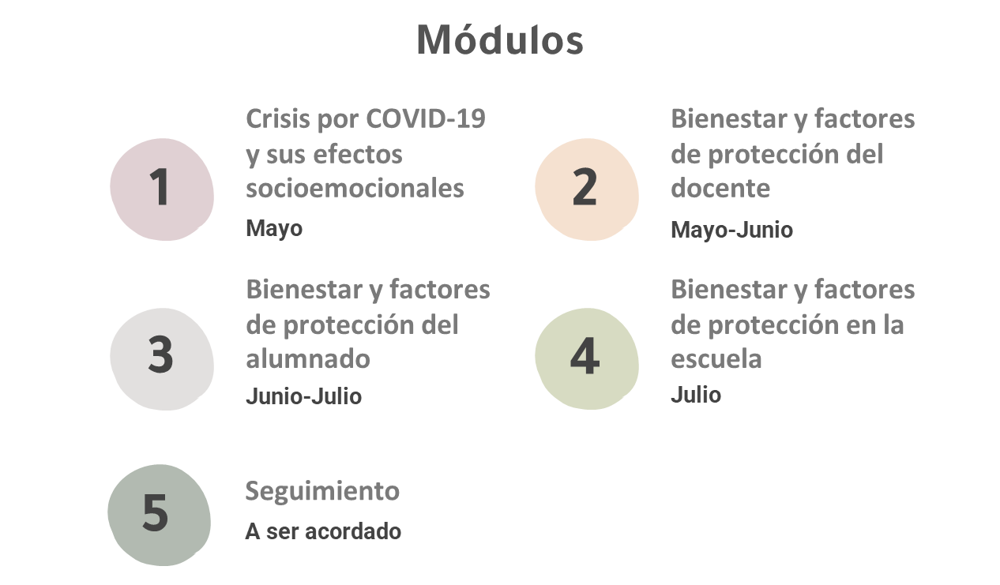 Módulos
1
Crisis por COVID-19
y sus efectos
socioemocionales
Mayo
2
Bienestar y factores
de protección del
docente
Mayo-Junio
3
Bienestar y factores
de protección del
alumnado
Junio-Julio
4
Bienestar y factores
de protección en la
escuela
Julio
5
Seguimiento
A ser acordado